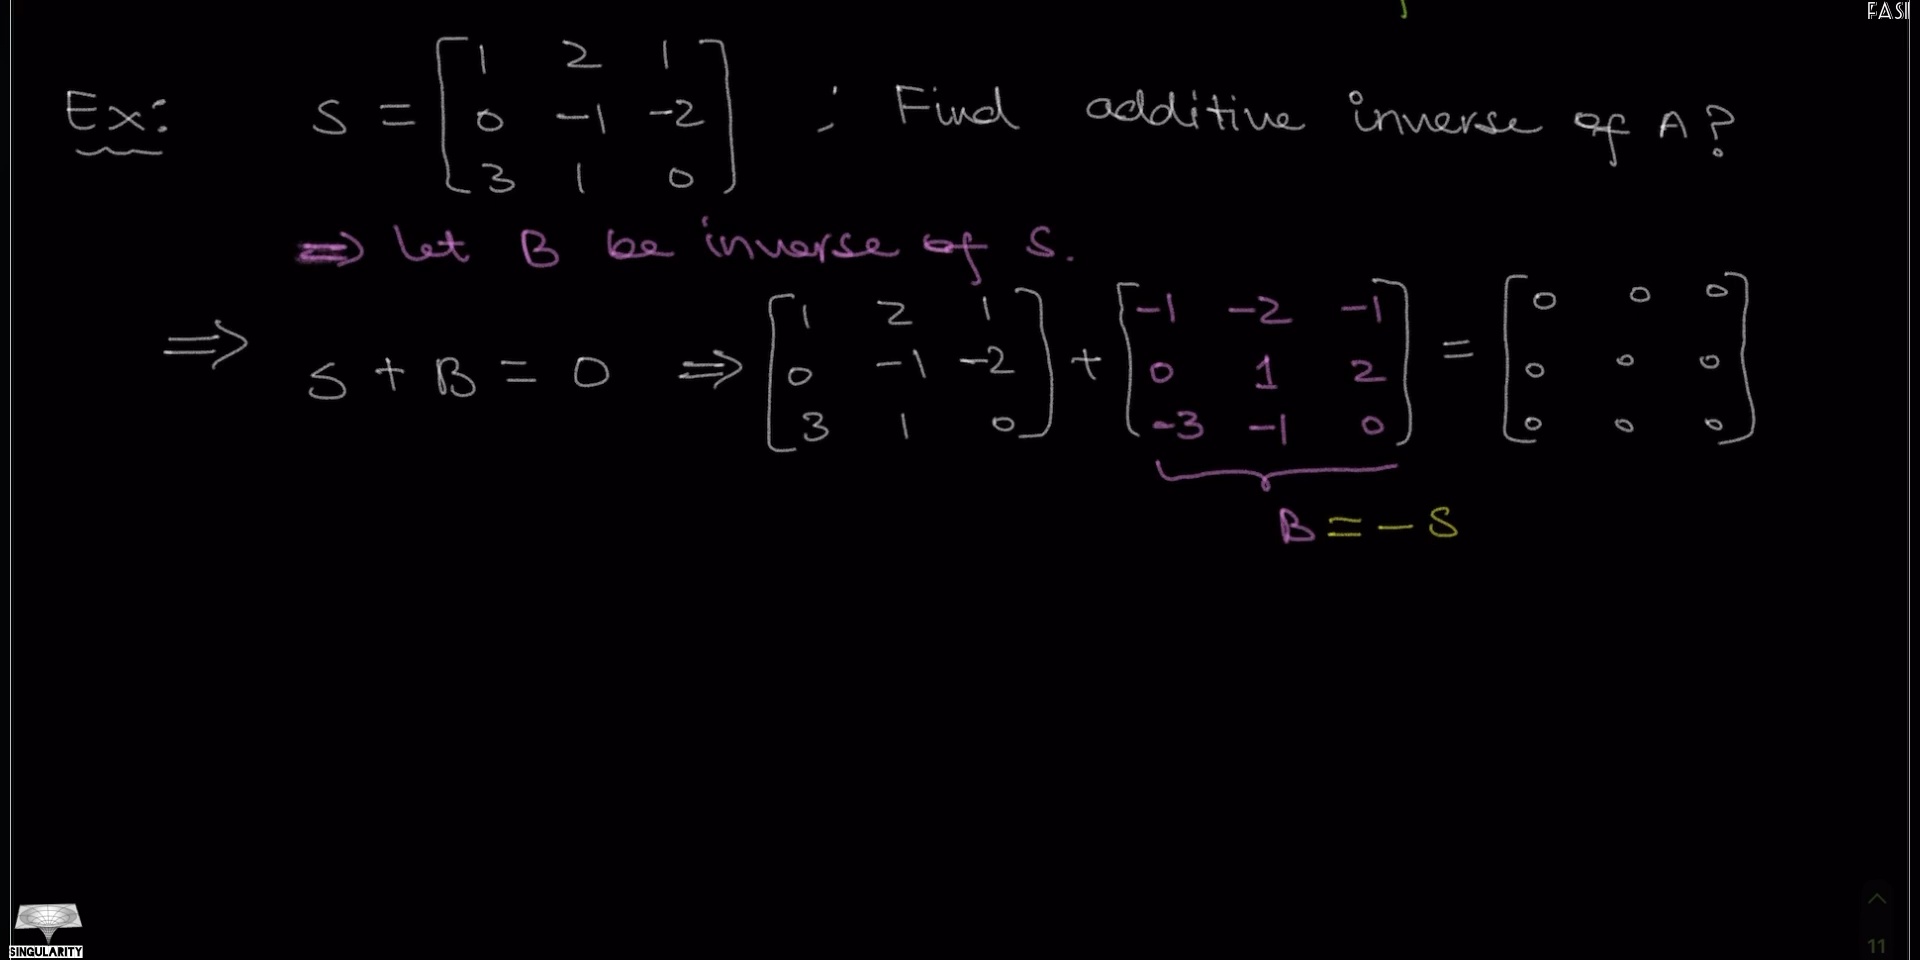 FASI
Ex: S = [1 2 1; 0 -1 -2; 3 1 0] ; Find additive inverse of A?
⇒ let B be inverse of S.
⇒ S + B = 0 ⇒ [1 2 1; 0 -1 -2; 3 1 0] + [-1 -2 -1; 0 1 2; -3 -1 0] = [0 0 0; 0 0 0; 0 0 0]
B = - S
SINGULARITY
11